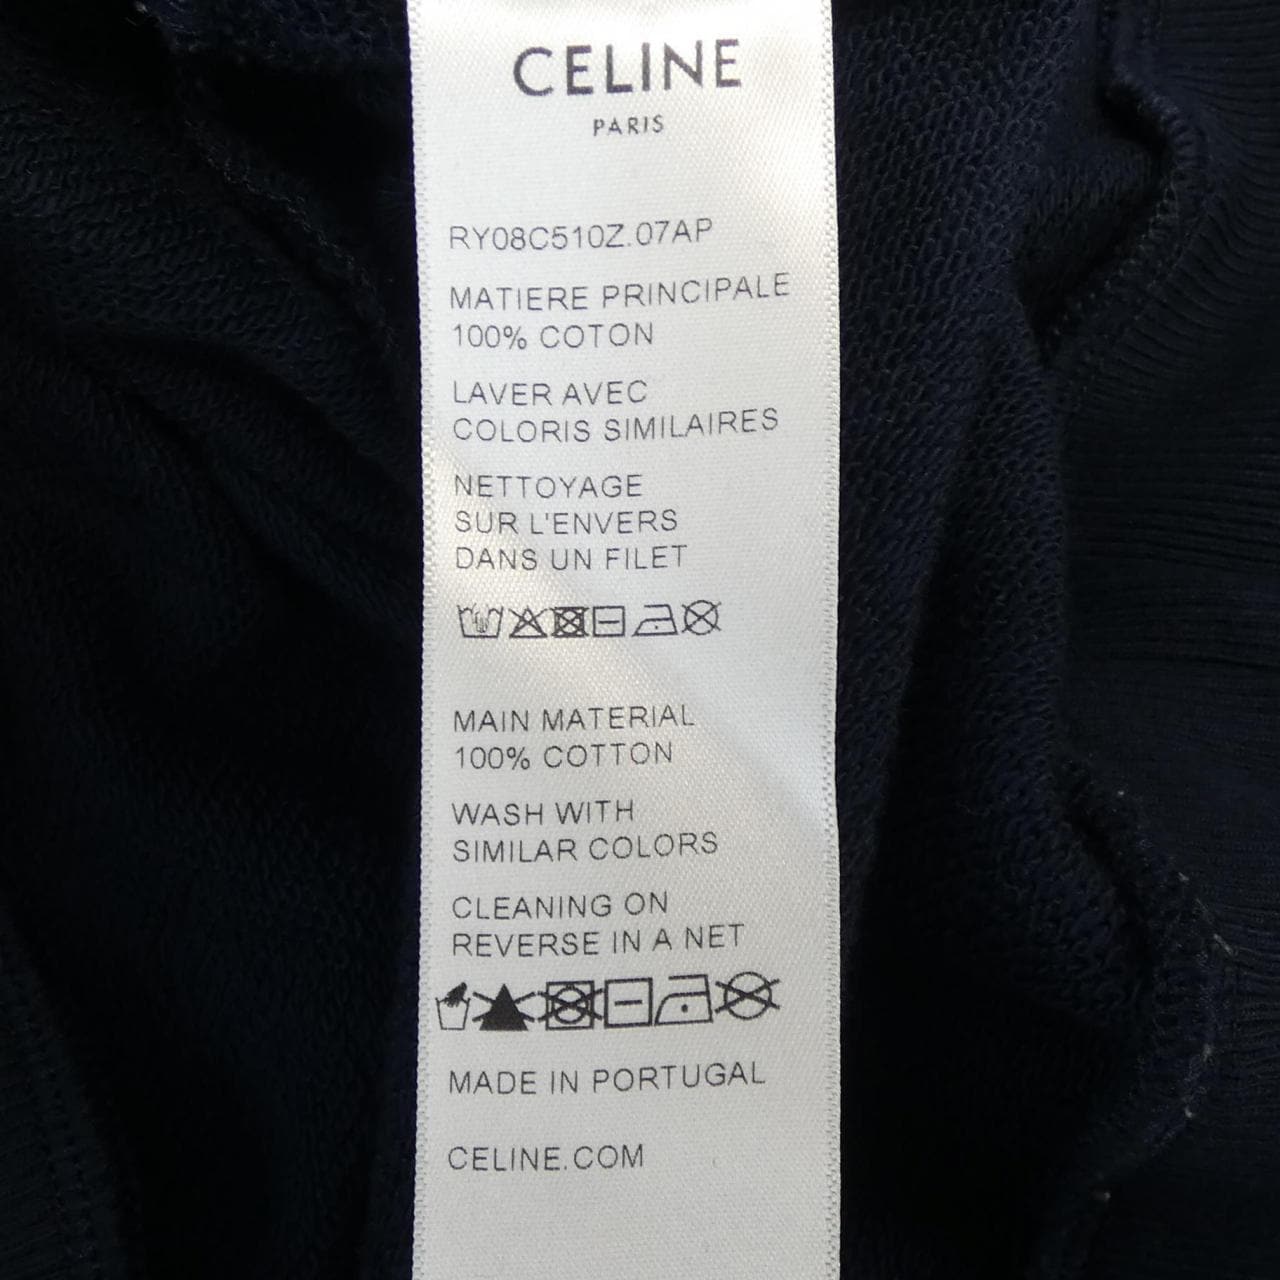 CELINE
PARIS
RY08C510Z.07AP
MATIERE PRINCIPALE
100% COTON
LAVER AVEC
COLORIS SIMILAIRES
NETTOYAGE
SUR L'ENVERS
DANS UN FILET
MAIN MATERIAL
100% COTTON
WASH WITH
SIMILAR COLORS
CLEANING ON
REVERSE IN A NET
MADE IN PORTUGAL
CELINE.COM